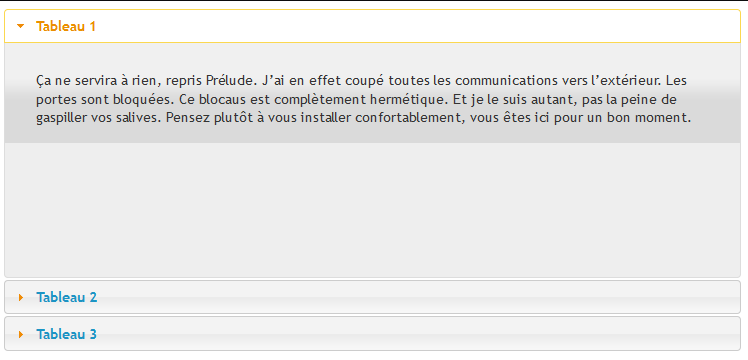 Tableau 1
Ça ne servira à rien, repris Prélude. J’ai en effet coupé toutes les communications vers l’extérieur. Les
portes sont bloquées. Ce blocaus est complètement hermétique. Et je le suis autant, pas la peine de
gaspiller vos salives. Pensez plutôt à vous installer confortablement, vous êtes ici pour un bon moment.
Tableau 2
Tableau 3